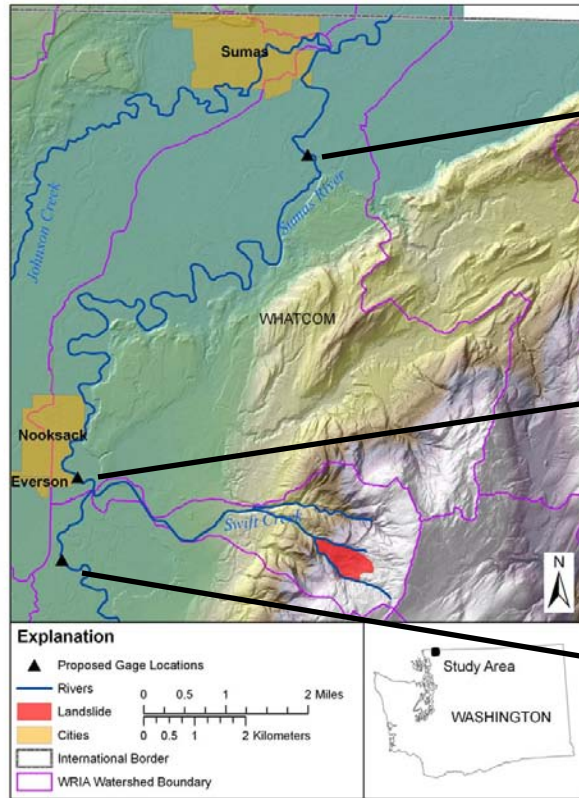 Sumas
Johnson Creek
Sumas River
WHATCOM
Nooksack
Everson
Swift Creek
N
Explanation
Proposed Gage Locations
Rivers
Landslide
Cities
International Border
WRIA Watershed Boundary
0 0.5 1 2 Miles
0 0.5 1 2 Kilometers
Study Area
WASHINGTON